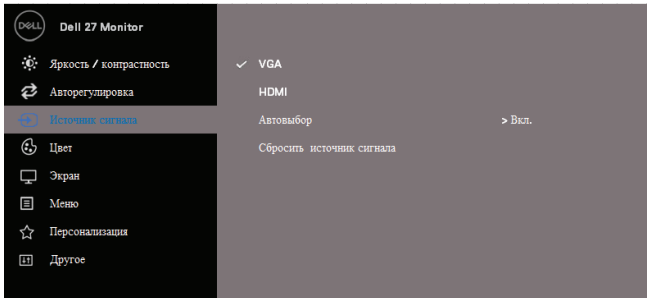 DELL Dell 27 Monitor
Яркость / контрастность
Авторегулировка
Источник сигнала
Цвет
Экран
Меню
Персонализация
Другое
✓ VGA
HDMI
Автовыбор > Вкл.
Сбросить источник сигнала